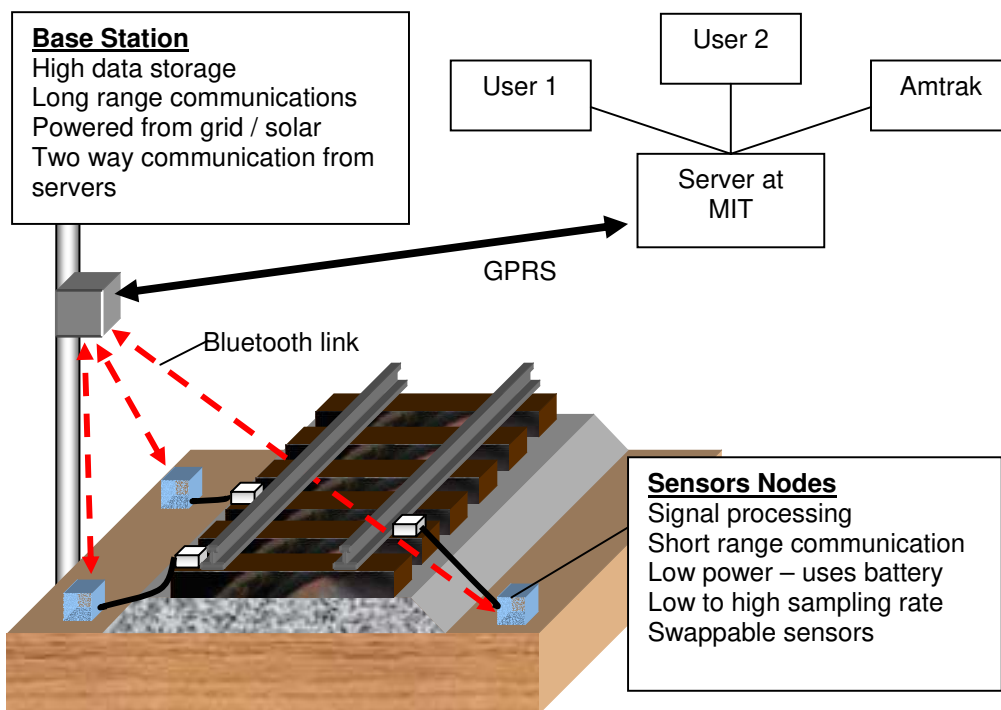 Base Station
High data storage
Long range communications
Powered from grid / solar
Two way communication from
servers
User 1
User 2
Amtrak
Server at
MIT
GPRS
Bluetooth link
Sensors Nodes
Signal processing
Short range communication
Low power – uses battery
Low to high sampling rate
Swappable sensors